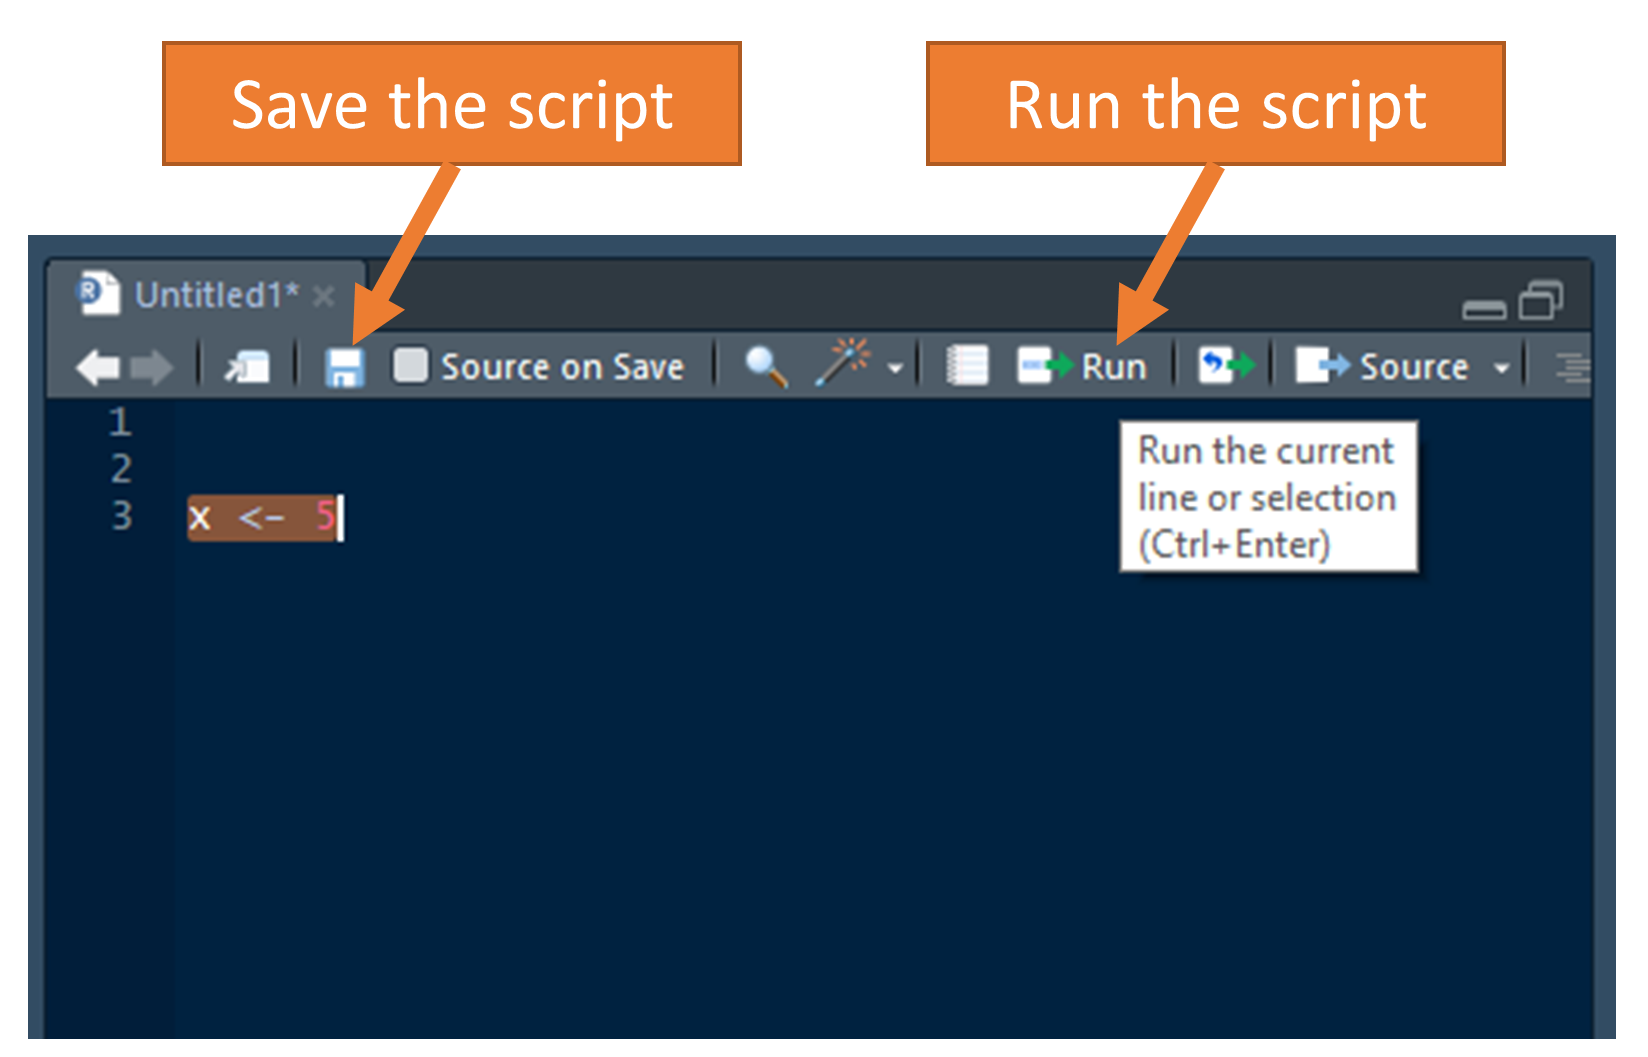 Save the script
Run the script
R Untitled1*
Source on Save Run Source
1
2
3 x <- 5
Run the current
line or selection
(Ctrl+Enter)